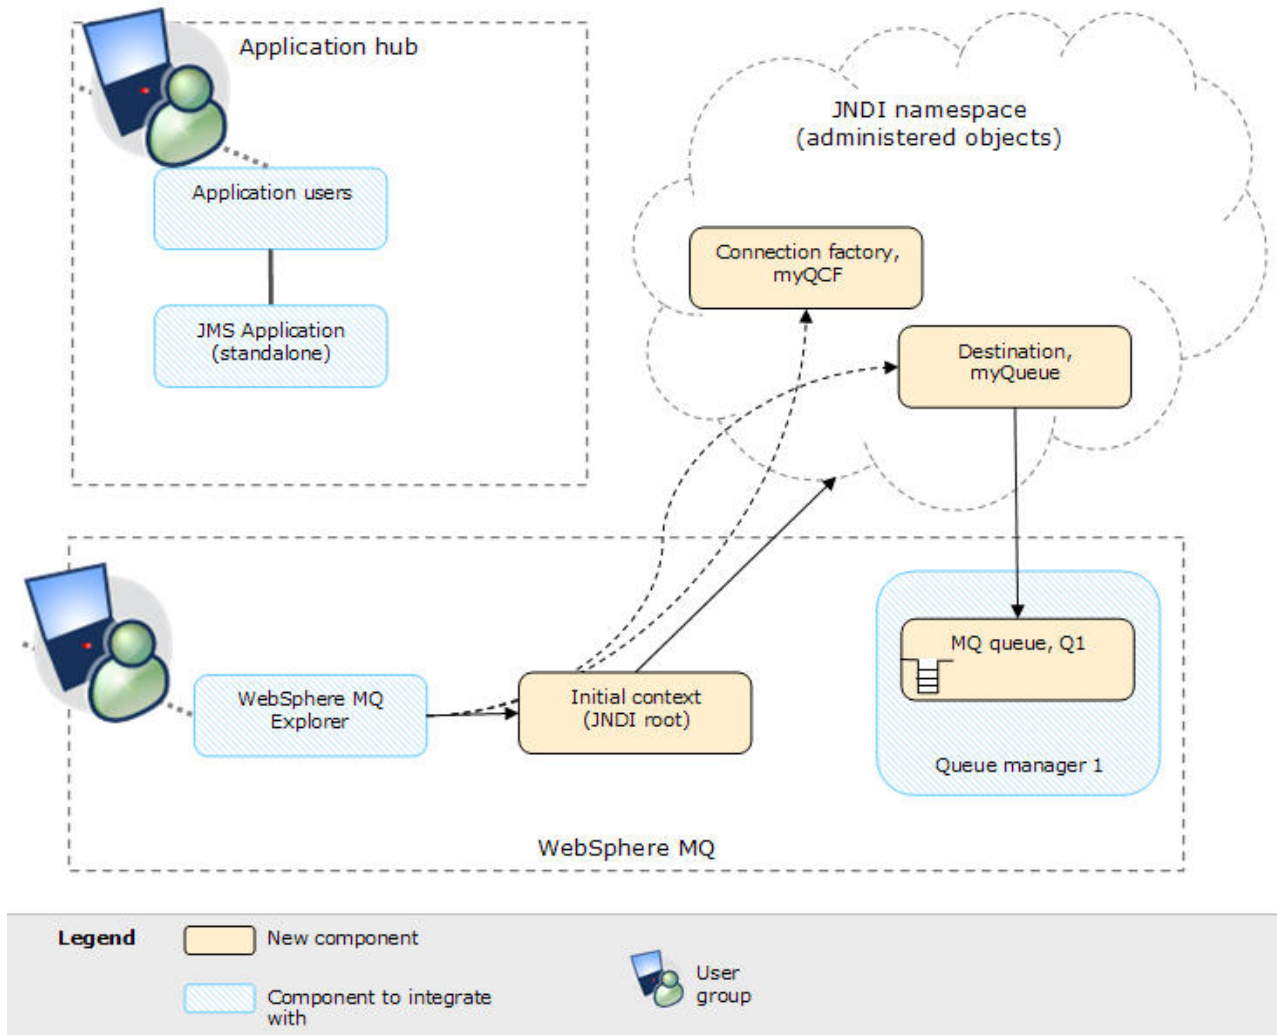 Application hub
JNDI namespace
(administered objects)
Application users
Connection factory,
myQCF
JMS Application
(standalone)
Destination,
myQueue
MQ queue, Q1
WebSphere MQ
Explorer
Initial context
(JNDI root)
Queue manager 1
WebSphere MQ
Legend
New component
User
group
Component to integrate
with